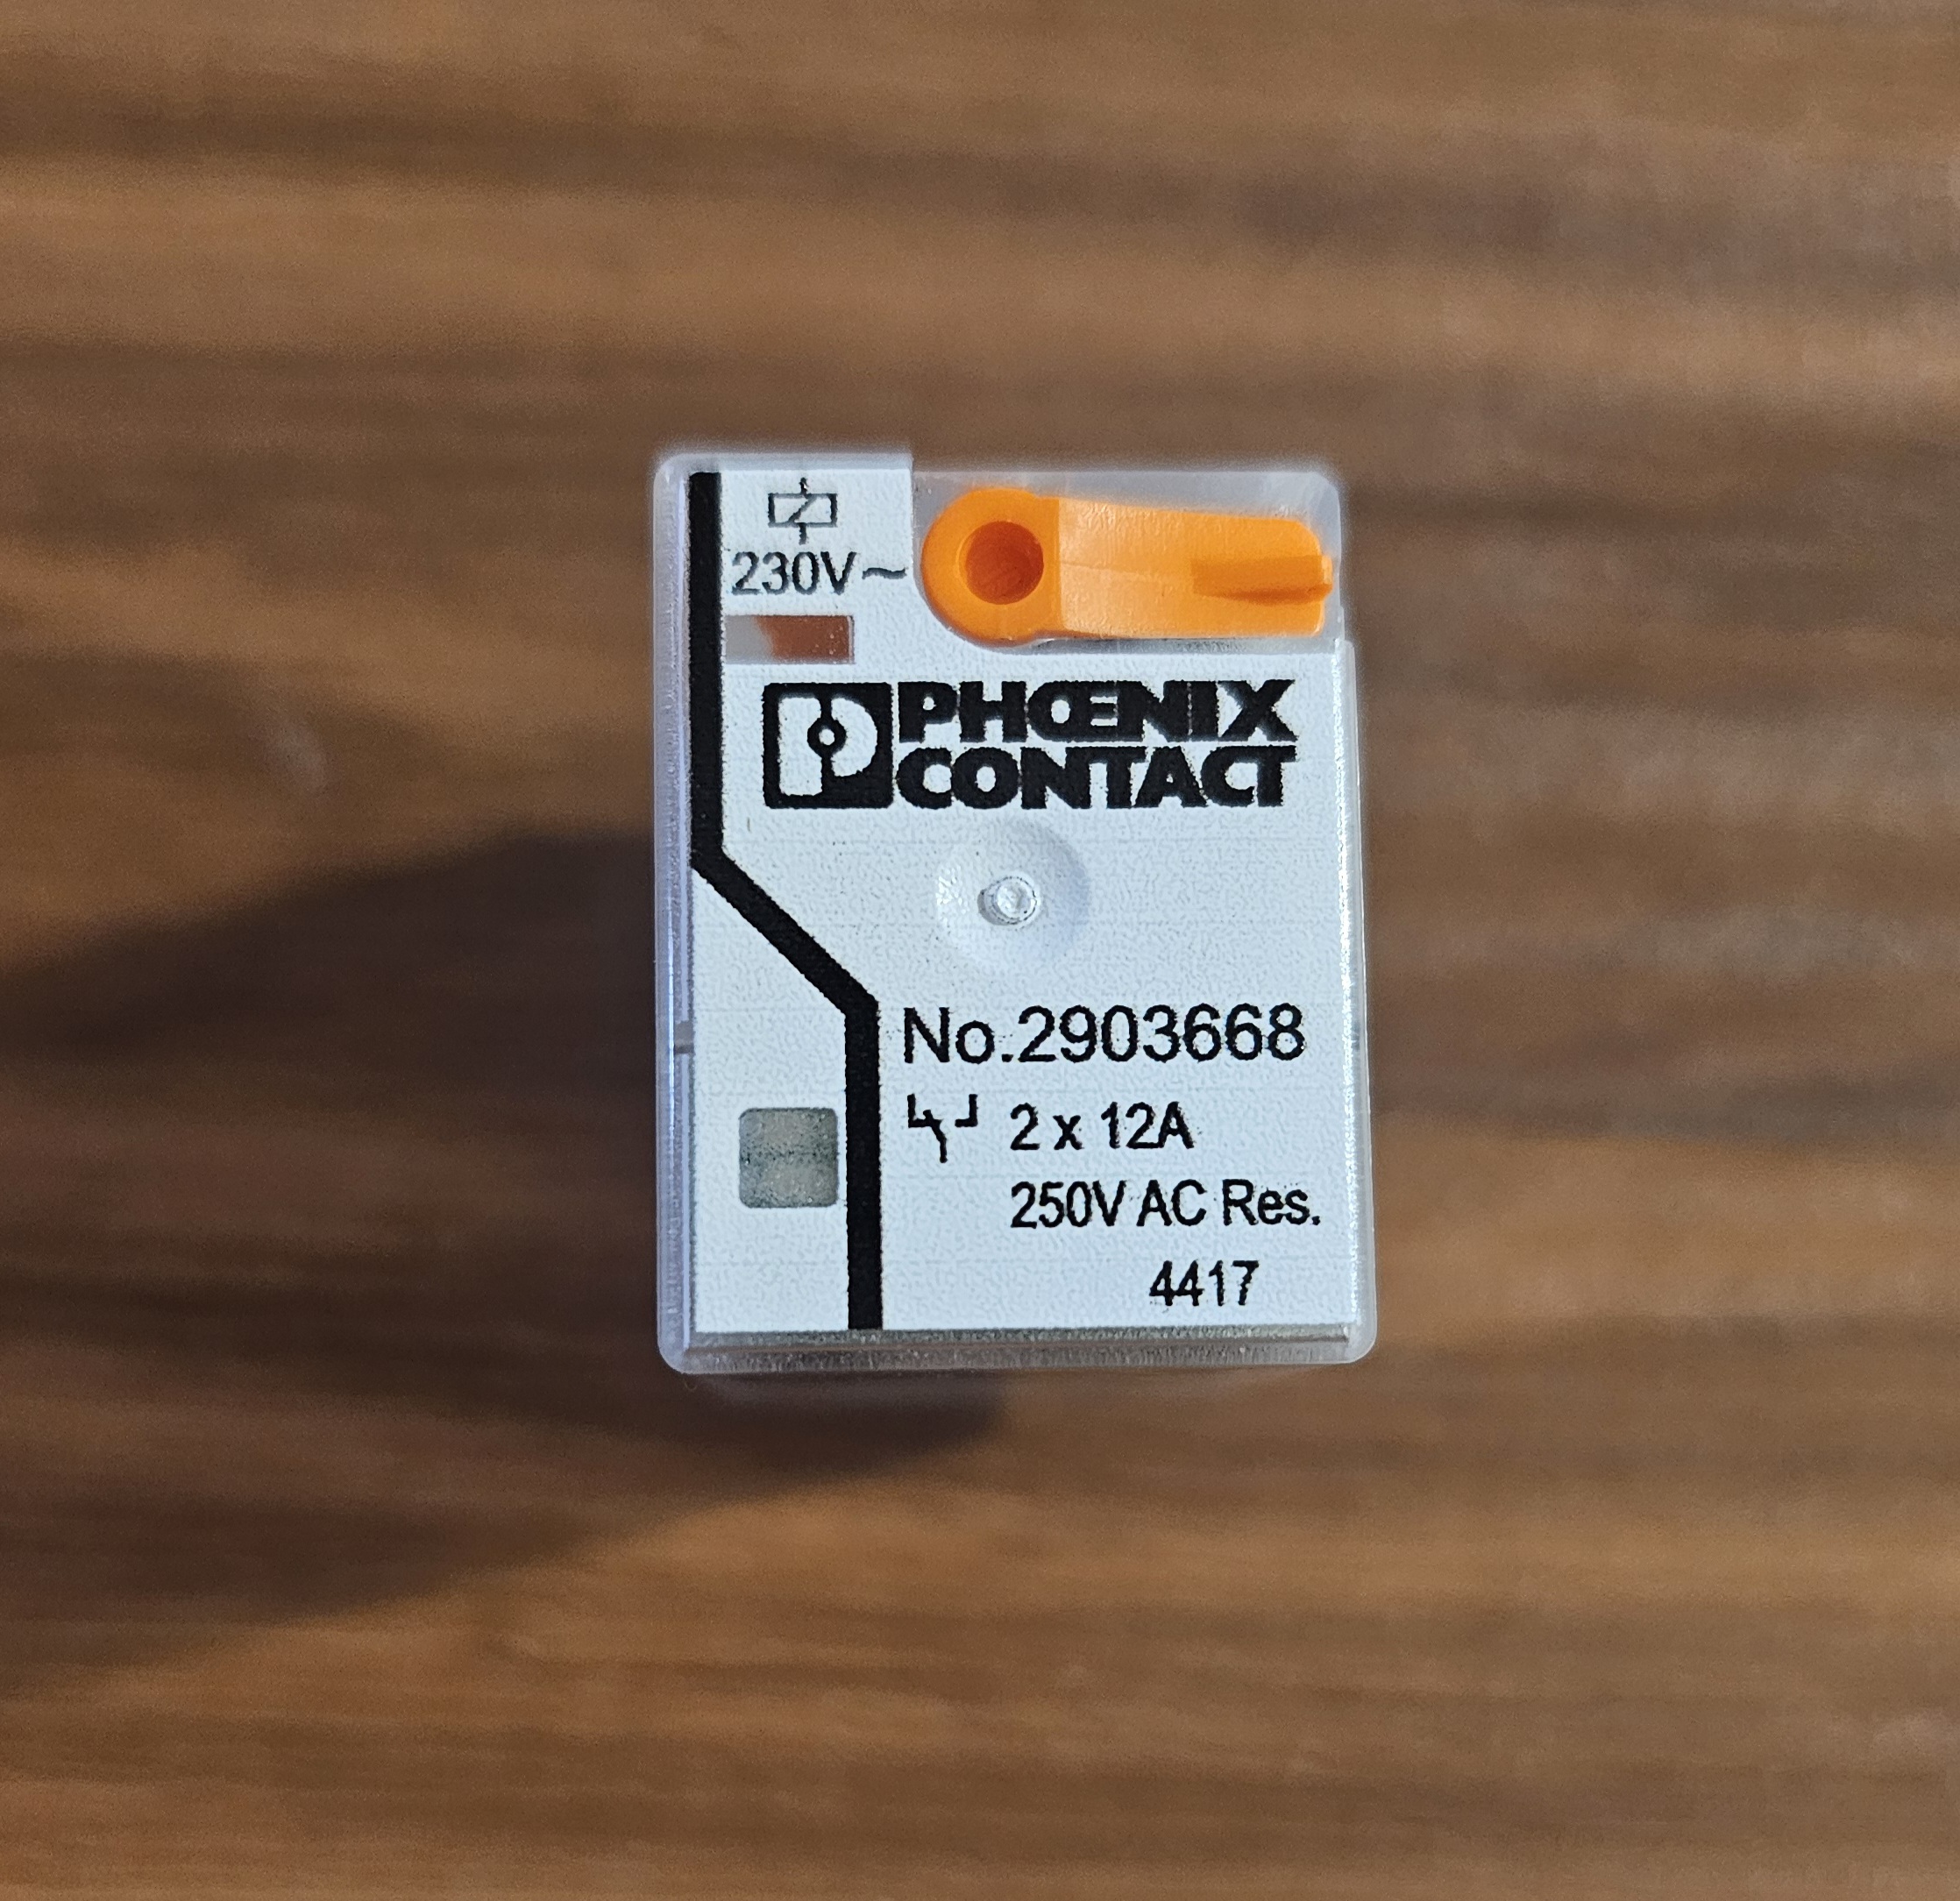 230V~
PHŒNIX
CONTACT
No.2903668
2 x 12A
250V AC Res.
4417